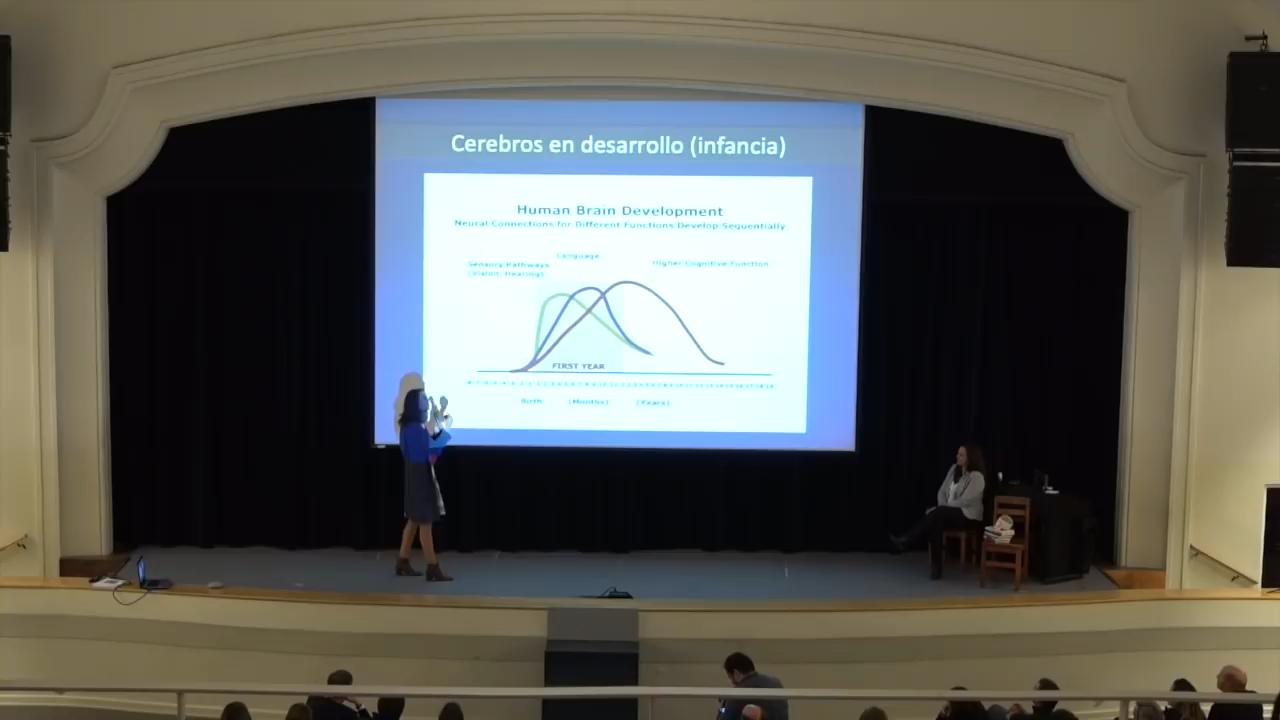 Cerebros en desarrollo (infancia)
Human Brain Development
Neural Connections for Different Functions Develop Sequentially
Language
Sensory Pathways
(Vision, Hearing)
Higher Cognitive Function
FIRST YEAR
Birth (Months) (Years)